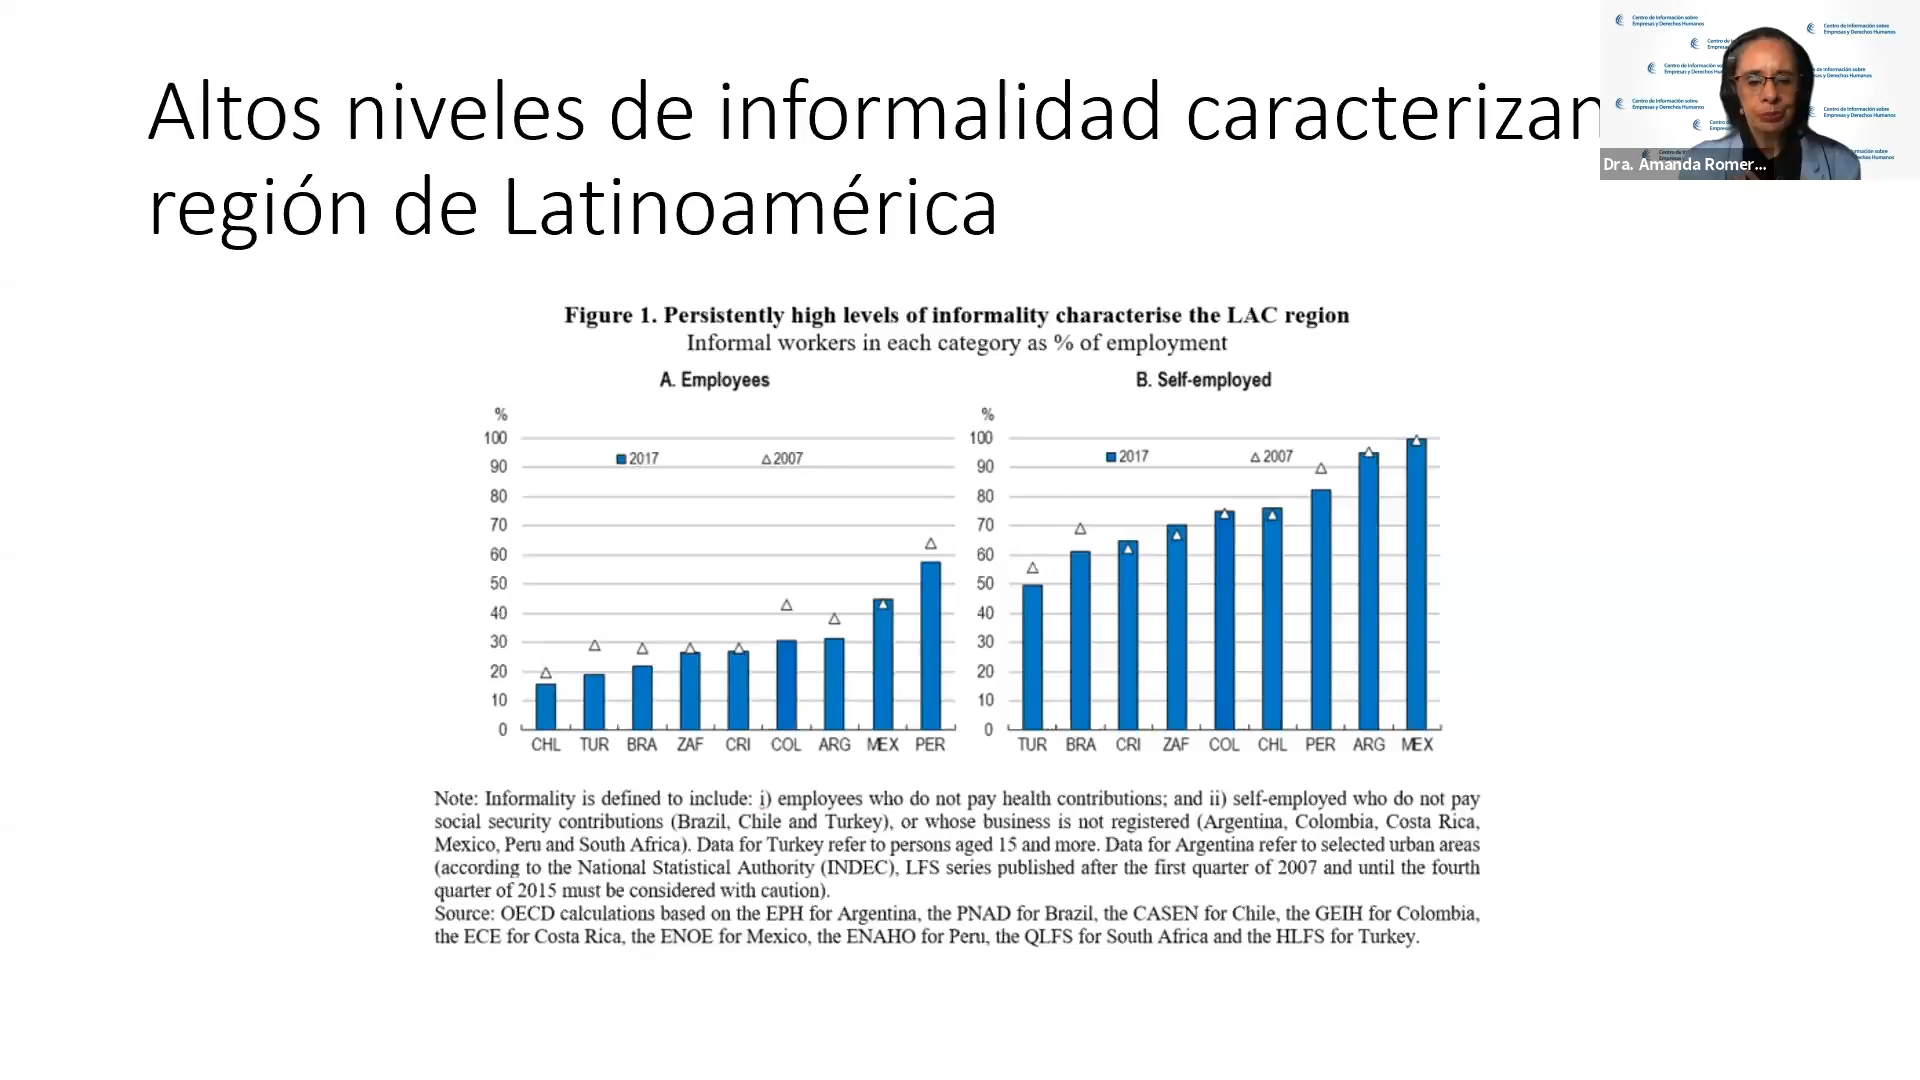 Altos niveles de informalidad caracterizan
región de Latinoamérica
Centro de Información sobre
Empresas y Derechos Humanos
Centro de Información sobre
Empresas y Derechos Humanos
Dra. Amanda Romer...
Figure 1. Persistently high levels of informality characterise the LAC region
Informal workers in each category as % of employment
A. Employees
%
100
90
80
70
60
50
40
30
20
10
0
2017
2007
CHL TUR BRA ZAF CRI COL ARG MEX PER
B. Self-employed
%
100
90
80
70
60
50
40
30
20
10
0
2017
2007
TUR BRA CRI ZAF COL CHL PER ARG MEX
Note: Informality is defined to include: i) employees who do not pay health contributions; and ii) self-employed who do not pay
social security contributions (Brazil, Chile and Turkey), or whose business is not registered (Argentina, Colombia, Costa Rica,
Mexico, Peru and South Africa). Data for Turkey refer to persons aged 15 and more. Data for Argentina refer to selected urban areas
(according to the National Statistical Authority (INDEC), LFS series published after the first quarter of 2007 and until the fourth
quarter of 2015 must be considered with caution).
Source: OECD calculations based on the EPH for Argentina, the PNAD for Brazil, the CASEN for Chile, the GEIH for Colombia,
the ECE for Costa Rica, the ENOE for Mexico, the ENAHO for Peru, the QLFS for South Africa and the HLFS for Turkey.